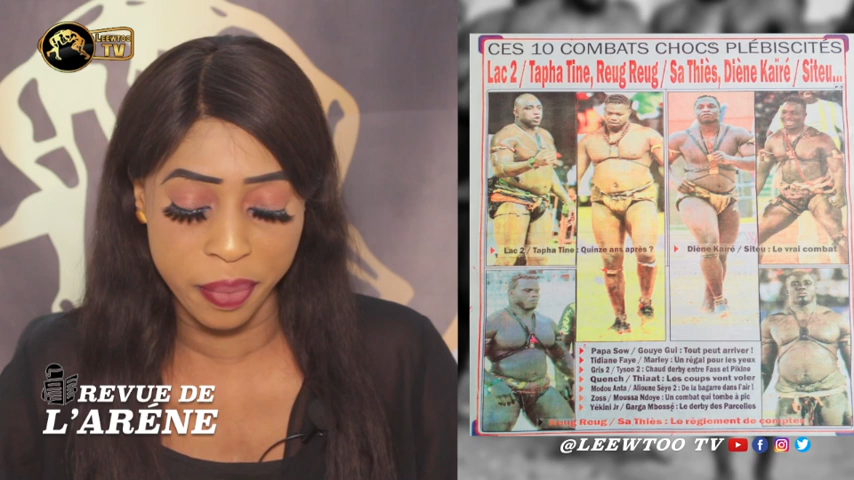 LEEWTOO
TV
REVUE DE
L'ARÉNE
CES 10 COMBATS CHOCS PLÉBISCITÉS
Lac 2 / Tapha Tine, Reug Reug / Sa Thiès, Diène Kaïré / Siteu...
Lac 2 / Tapha Tine : Quinze ans après ?
Diène Kaïré / Siteu : Le vrai combat
Papa Sow / Gouye Gui : Tout peut arriver !
Tidiane Faye / Marley : Un régal pour les yeux
Gris 2 / Tyson 2 : Chaud derby entre Fass et Pikine
Quench / Thiaat : Les coups vont voler
Modou Anta / Alioune Sèye 2 : De la bagarre dans l'air !
Zoss / Moussa Ndoye : Un combat qui tombe à pic
Yékini Jr / Garga Mbossé : Le derby des Parcelles
Reug Reug / Sa Thiès : Le règlement de comptes
@LEEWTOO TV